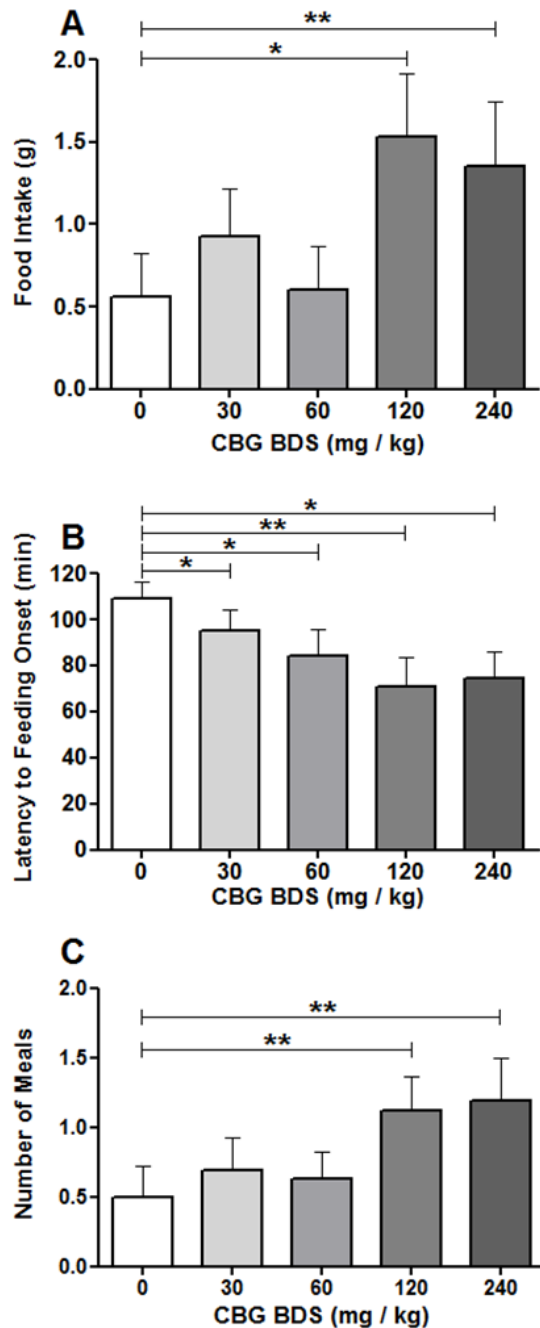 A
**
*
Food Intake (g)
2.0
1.5
1.0
0.5
0.0
0 30 60 120 240
CBG BDS (mg / kg)
B
*
**
*
*
Latency to Feeding Onset (min)
120
100
80
60
40
20
0
0 30 60 120 240
CBG BDS (mg / kg)
C
**
**
Number of Meals
2.0
1.5
1.0
0.5
0.0
0 30 60 120 240
CBG BDS (mg / kg)